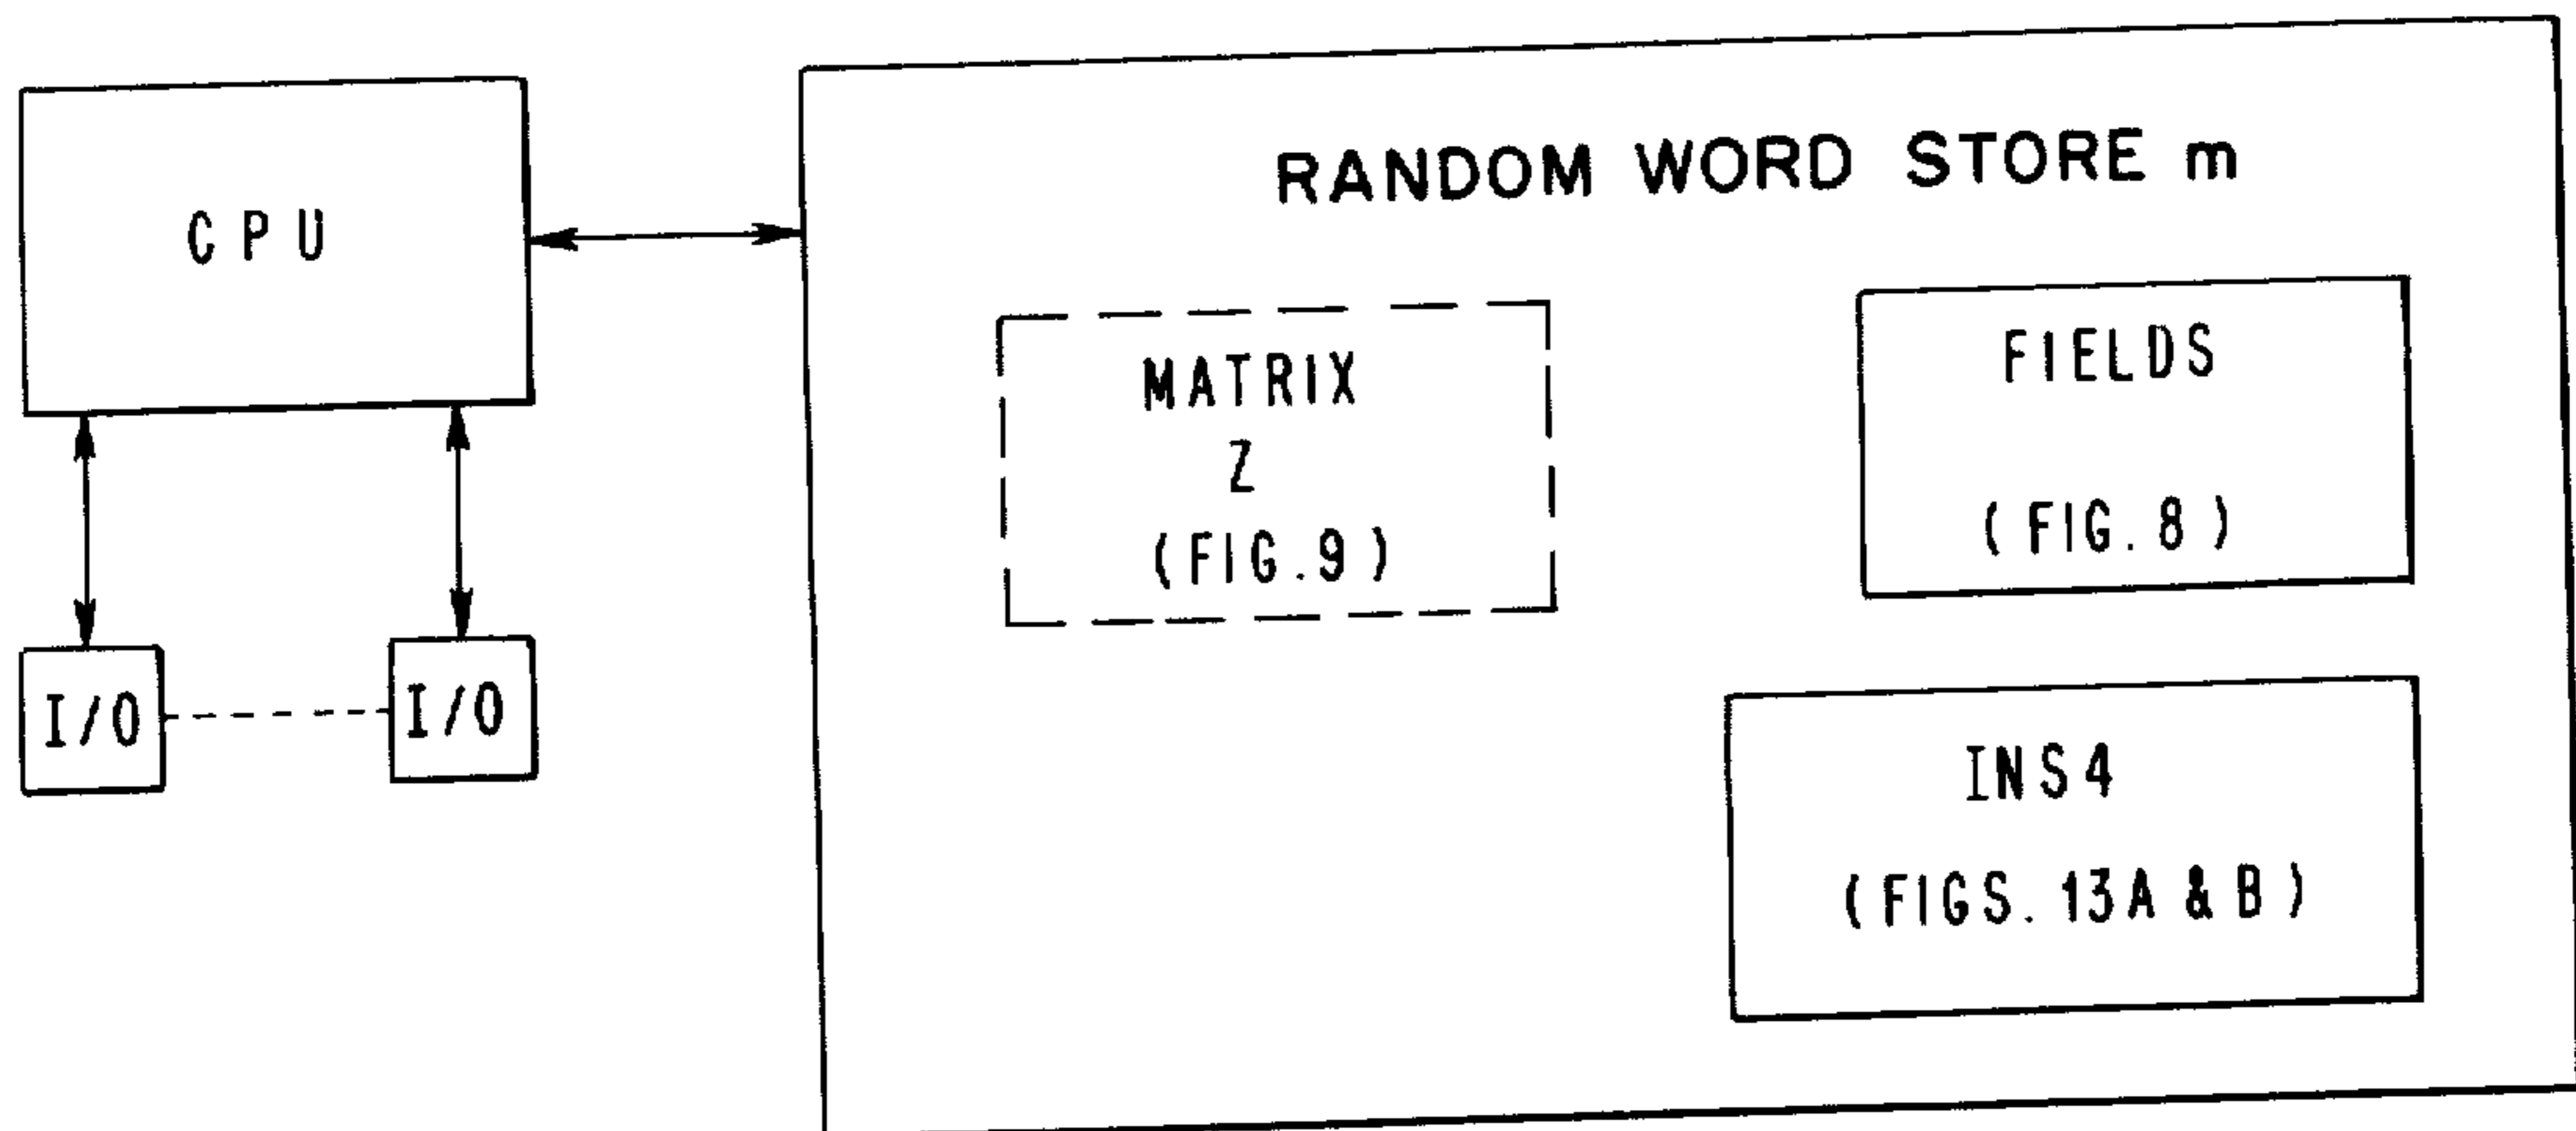 CPU
I/O
I/O
RANDOM WORD STORE m
MATRIX
Z
(FIG.9)
FIELDS
(FIG.8)
INS4
(FIGS.13A & B)